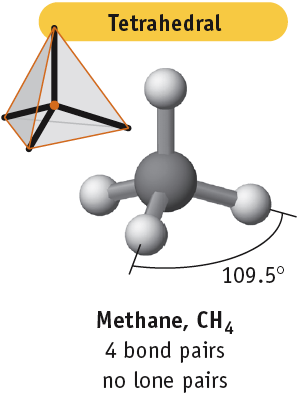 Tetrahedral
109.5°
Methane, CH₄
4 bond pairs
no lone pairs